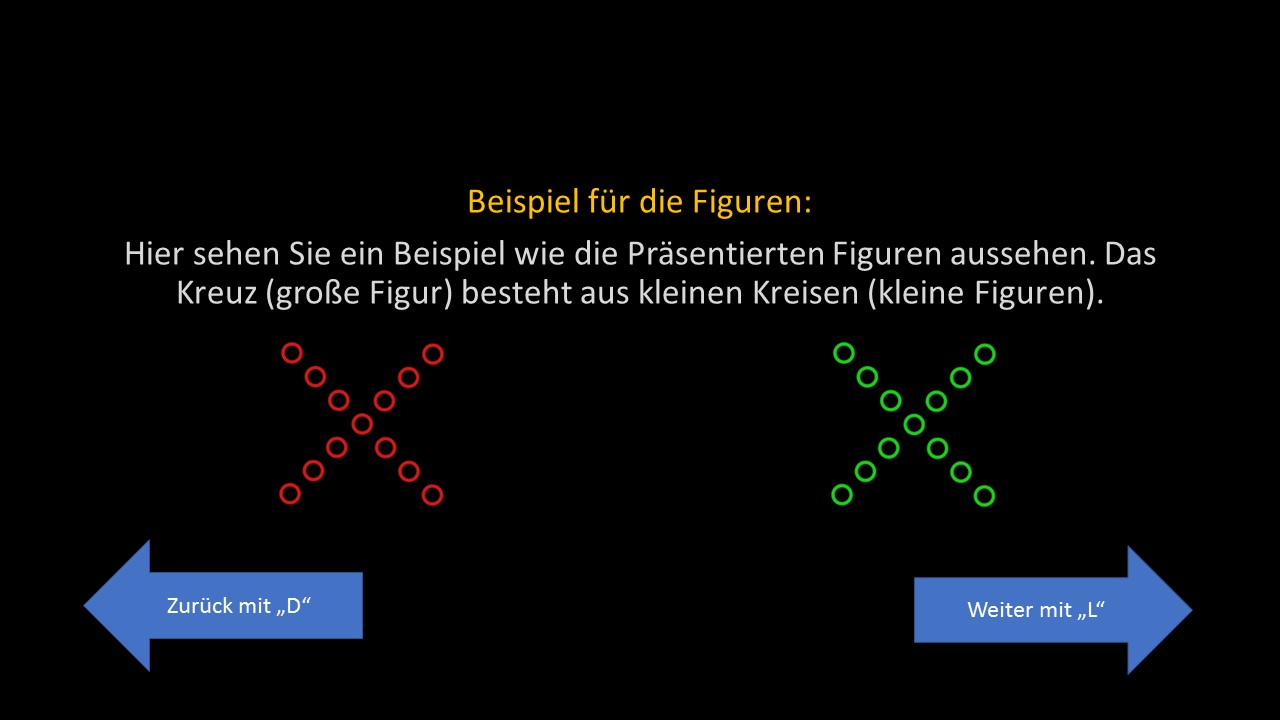 Beispiel für die Figuren:
Hier sehen Sie ein Beispiel wie die Präsentierten Figuren aussehen. Das
Kreuz (große Figur) besteht aus kleinen Kreisen (kleine Figuren).
Zurück mit „D“
Weiter mit „L“